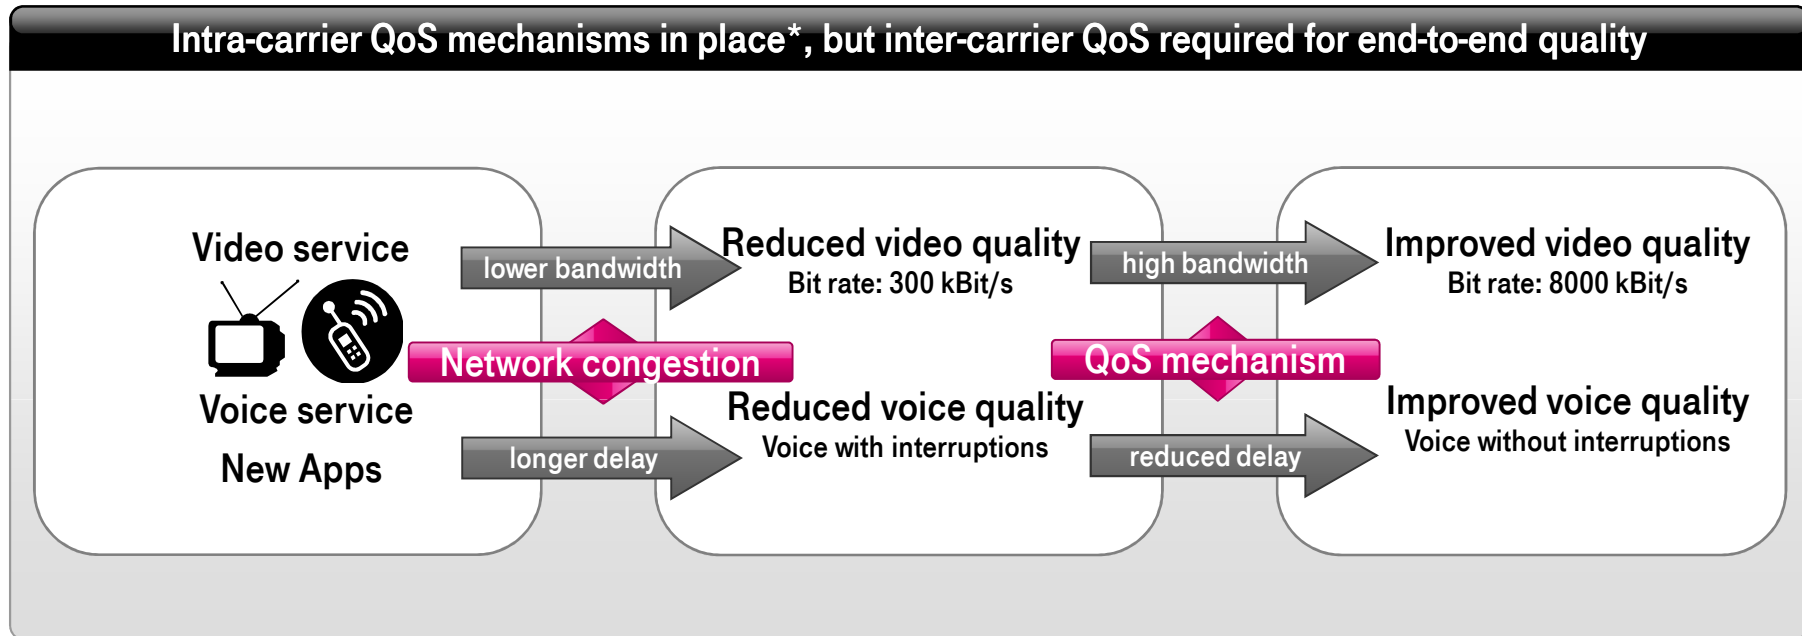 Intra-carrier QoS mechanisms in place*, but inter-carrier QoS required for end-to-end quality
Video service
Voice service
New Apps
lower bandwidth
Network congestion
longer delay
Reduced video quality
Bit rate: 300 kBit/s
Reduced voice quality
Voice with interruptions
high bandwidth
QoS mechanism
reduced delay
Improved video quality
Bit rate: 8000 kBit/s
Improved voice quality
Voice without interruptions